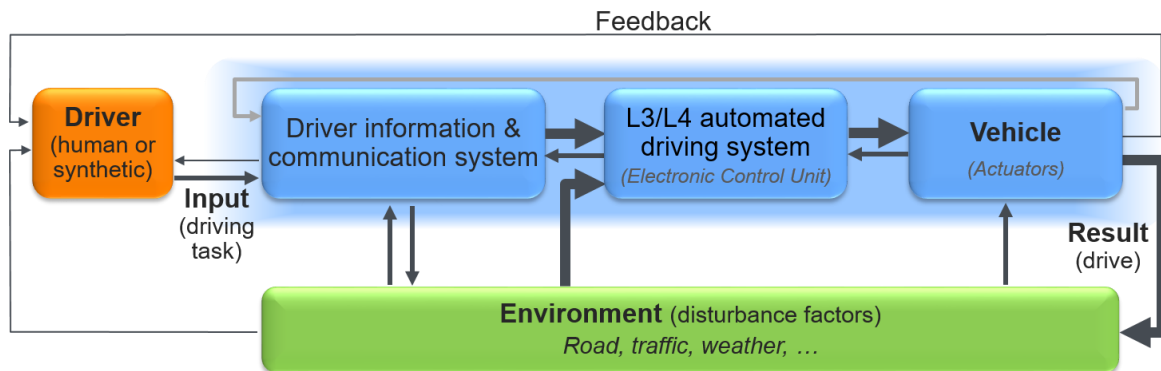 Feedback
Driver
(human or
synthetic)
Driver information &
communication system
L3/L4 automated
driving system
(Electronic Control Unit)
Vehicle
(Actuators)
Input
(driving
task)
Result
(drive)
Environment (disturbance factors)
Road, traffic, weather, …